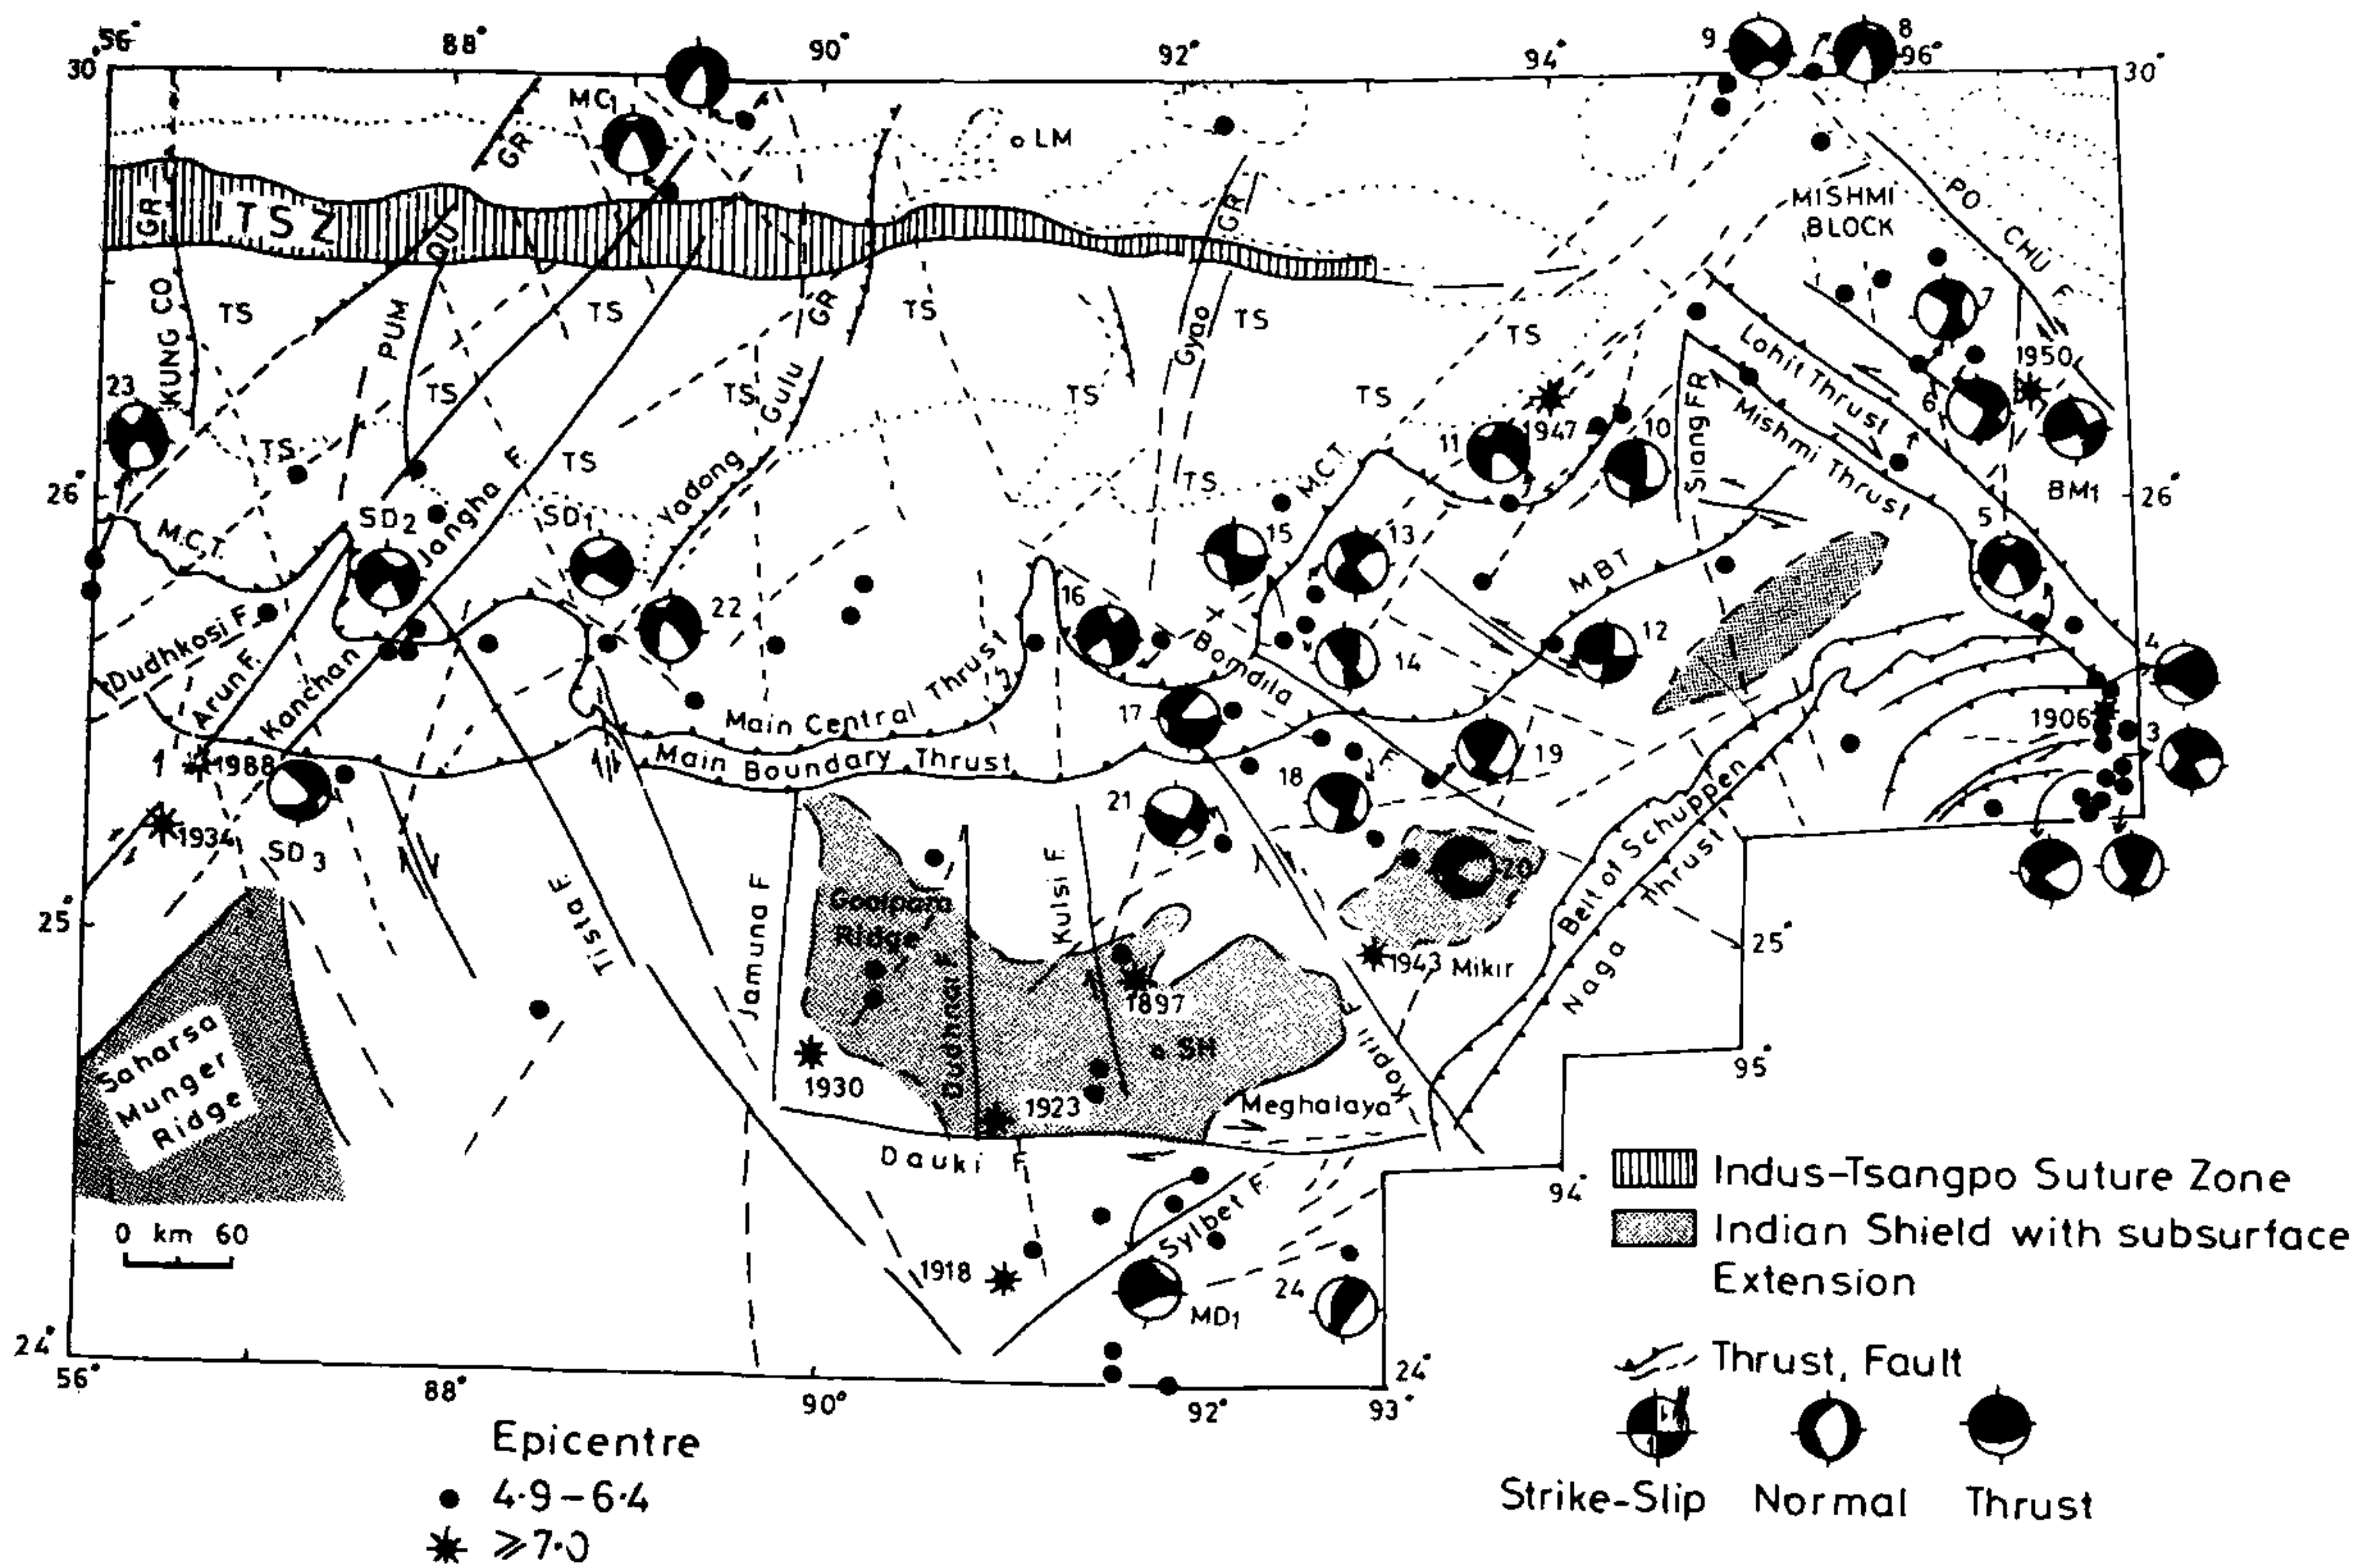 56°
88°
90°
92°
94°
9
8
96°
30°
30°
MC1
GR
LM
GR
TSZ
QU
GR
MISHMI
BLOCK
PO CHU F
KUNG CO
TS
PUM
TS
GR
TS
Gyao
TS
TS
7
1950
23
TS
TS
Gulu
TS
TS
Lohit Thrust
6
11
1947
10
Siang FR
Mishmi Thrust
TS
Jangha F.
TS
Yadang
TS
M.C.T.
BM1
26°
26°
M.C.T.
SD2
SD1
15
13
5
MBT
Dudhkosi F.
Arun F.
Kanchan
22
16
Bomdila
F.
14
12
4
Main Central Thrust
17
1906
3
1
1988
Main Boundary Thrust
18
19
1934
SD3
21
20
Belt of Schuppen
Naga Thrust
Tista F.
Jamuna F
Goalpara
Ridge
Dudhnai F
Kulsi F.
25°
25°
1943 Mikir
1897
SH
Kopili F
Saharsa
Munger
Ridge
1930
1923
Meghalaya
95°
Dauki F
94°
0 km 60
Sylbet F.
1918
MD1
24
24°
24°
56°
88°
90°
92°
93°
Indus-Tsangpo Suture Zone
Indian Shield with subsurface
Extension
Thrust, Fault
Strike-Slip Normal Thrust
Epicentre
4.9-6.4
⩾7.0